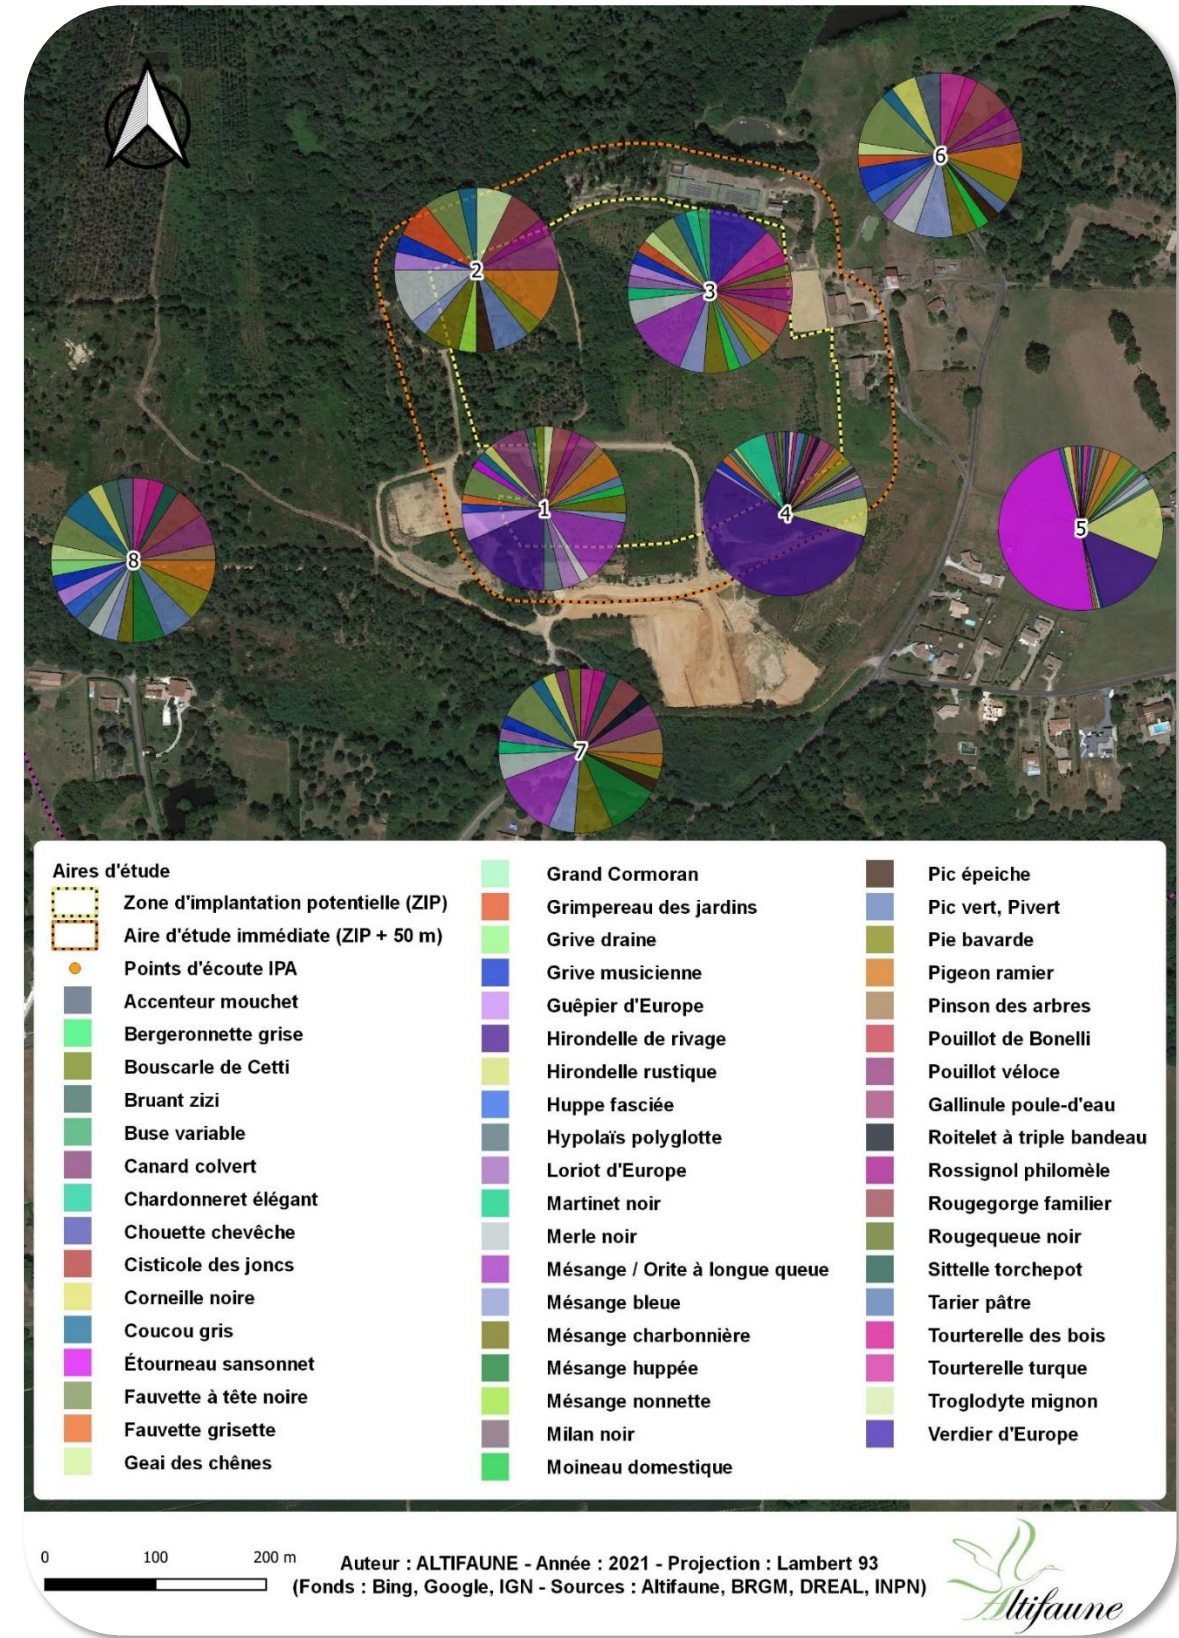 6
2
3
1
4
5
8
7
Aires d'étude
Zone d'implantation potentielle (ZIP)
Aire d'étude immédiate (ZIP + 50 m)
Points d'écoute IPA
Accenteur mouchet
Bergeronnette grise
Bouscarle de Cetti
Bruant zizi
Buse variable
Canard colvert
Chardonneret élégant
Chouette chevêche
Cisticole des joncs
Corneille noire
Coucou gris
Étourneau sansonnet
Fauvette à tête noire
Fauvette grisette
Geai des chênes
Grand Cormoran
Grimpereau des jardins
Grive draine
Grive musicienne
Guêpier d'Europe
Hirondelle de rivage
Hirondelle rustique
Huppe fasciée
Hypolaïs polyglotte
Loriot d'Europe
Martinet noir
Merle noir
Mésange / Orite à longue queue
Mésange bleue
Mésange charbonnière
Mésange huppée
Mésange nonnette
Milan noir
Moineau domestique
Pic épeiche
Pic vert, Pivert
Pie bavarde
Pigeon ramier
Pinson des arbres
Pouillot de Bonelli
Pouillot véloce
Gallinule poule-d'eau
Roitelet à triple bandeau
Rossignol philomèle
Rougegorge familier
Rougequeue noir
Sittelle torchepot
Tarier pâtre
Tourterelle des bois
Tourterelle turque
Troglodyte mignon
Verdier d'Europe
0 100 200 m
Auteur : ALTIFAUNE - Année : 2021 - Projection : Lambert 93
(Fonds : Bing, Google, IGN - Sources : Altifaune, BRGM, DREAL, INPN)
Altifaune